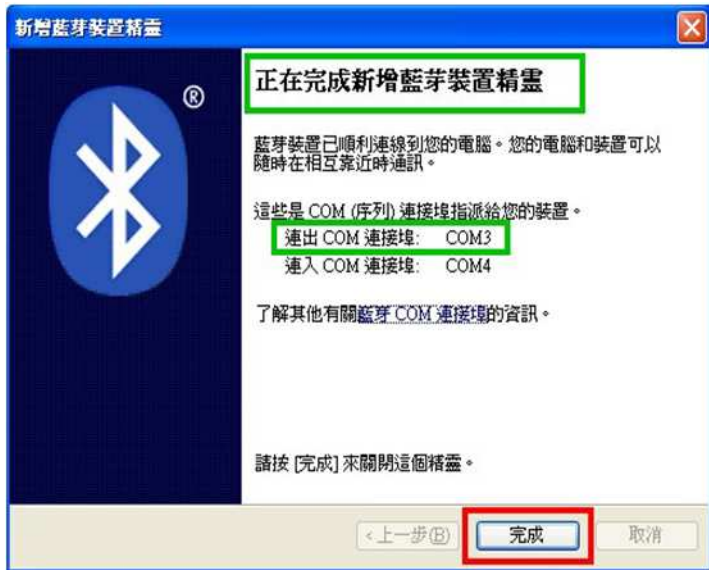 新增藍芽裝置精靈
®
正在完成新增藍芽裝置精靈
藍芽裝置已順利連線到您的電腦。您的電腦和裝置可以
隨時在相互靠近時通訊。
這些是 COM (序列) 連接埠指派給您的裝置。
連出 COM 連接埠: COM3
連入 COM 連接埠: COM4
了解其他有關藍芽 COM 連接埠的資訊。
請按 [完成] 來關閉這個精靈。
<上一步(B) 完成 取消